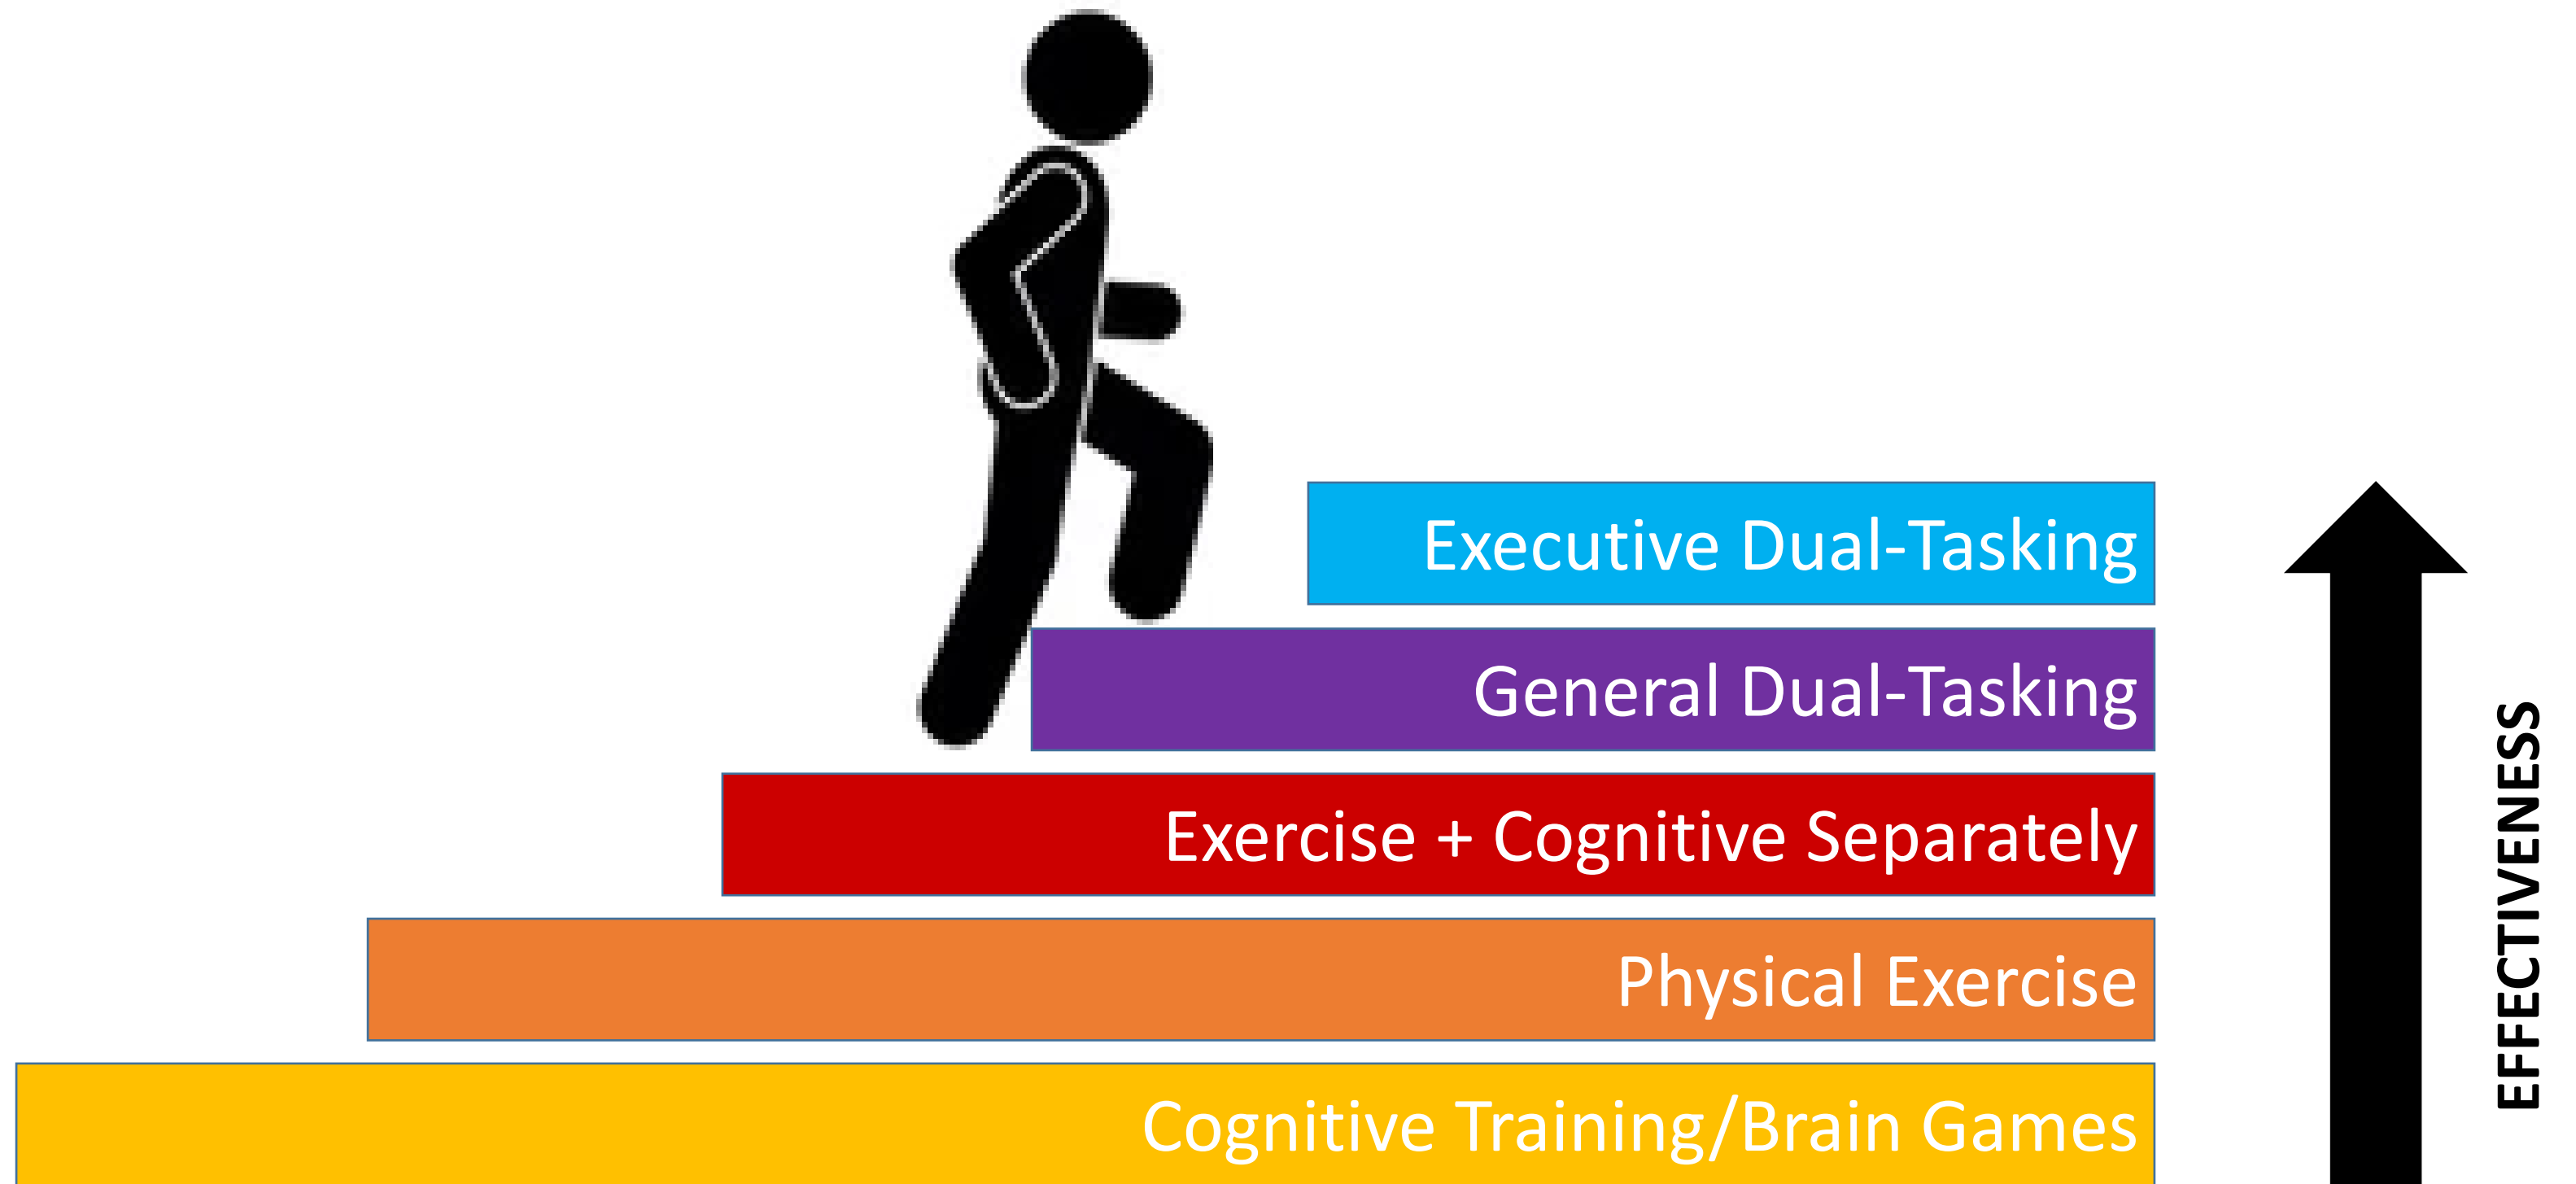 Executive Dual-Tasking
General Dual-Tasking
Exercise + Cognitive Separately
Physical Exercise
Cognitive Training/Brain Games
EFFECTIVENESS